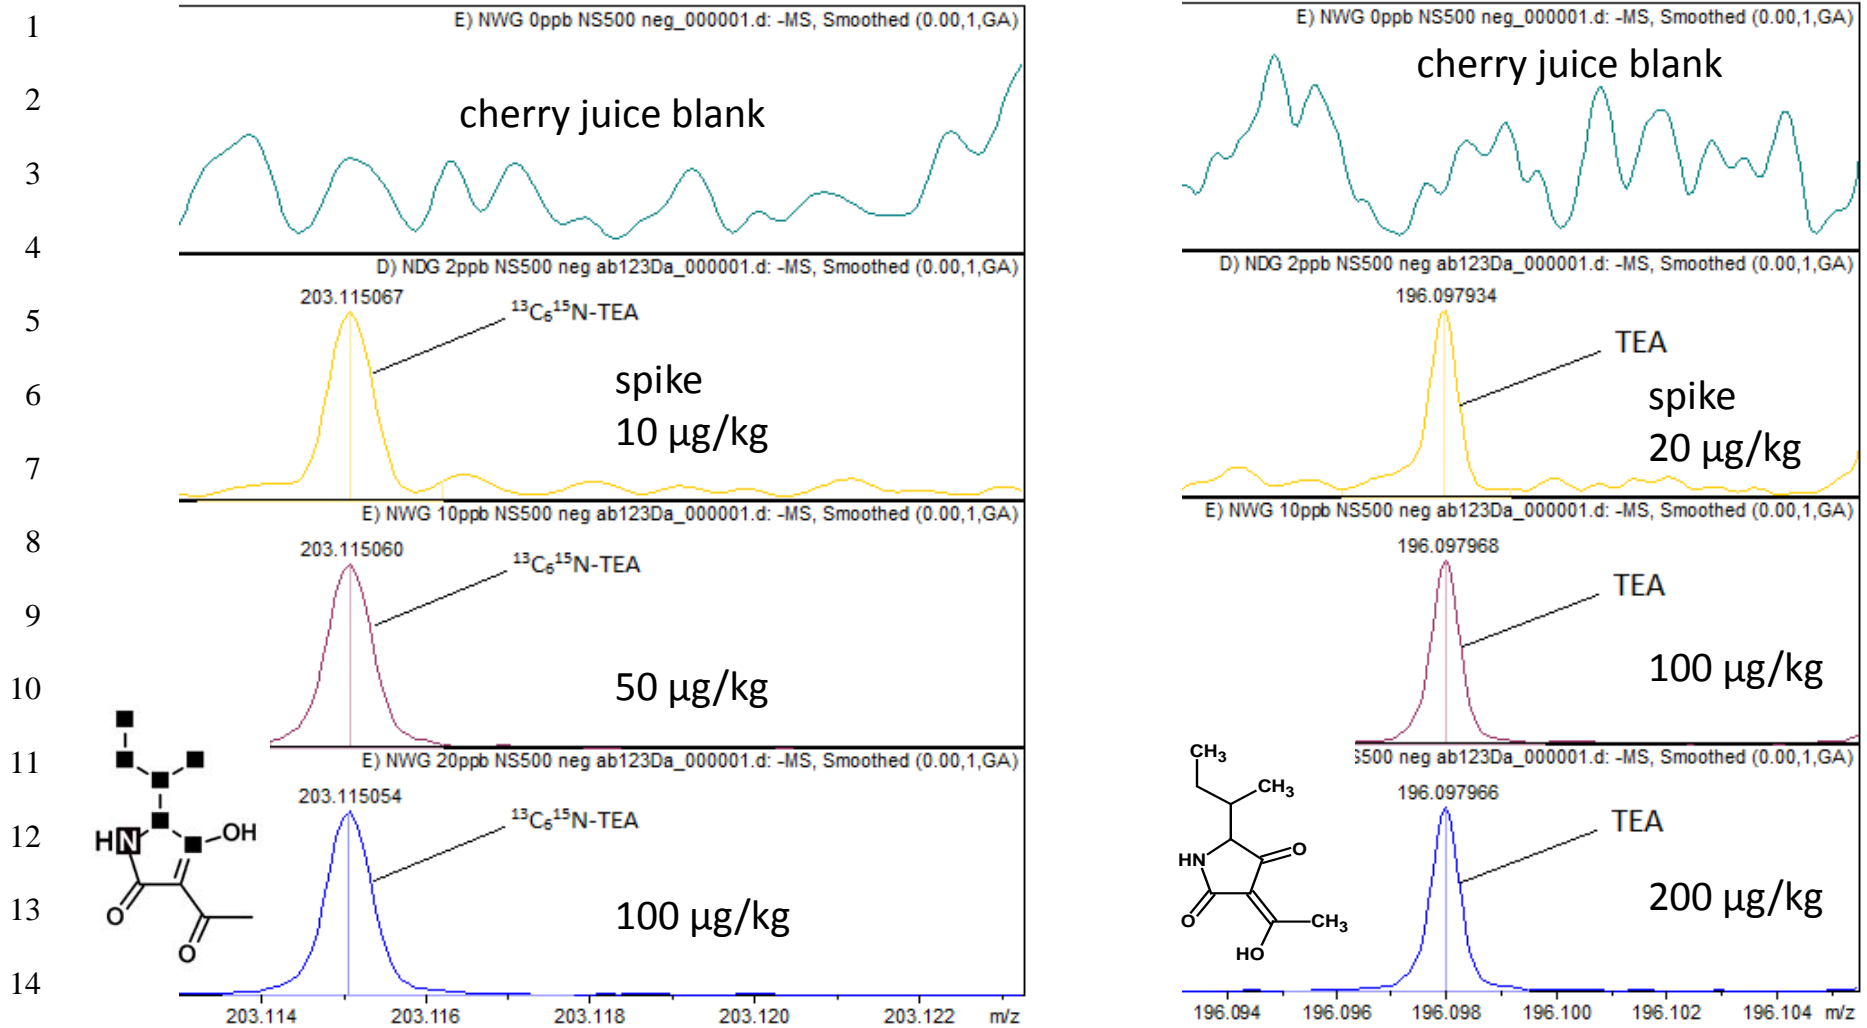 1
2
3
4
5
6
7
8
9
10
11
12
13
14
E) NWG 0ppb NS500 neg_000001.d: -MS, Smoothed (0.00,1,GA)
cherry juice blank
D) NDG 2ppb NS500 neg ab123Da_000001.d: -MS, Smoothed (0.00,1,GA)
203.115067
¹³C₆¹⁵N-TEA
spike
10 µg/kg
E) NWG 10ppb NS500 neg ab123Da_000001.d: -MS, Smoothed (0.00,1,GA)
203.115060
¹³C₆¹⁵N-TEA
50 µg/kg
E) NWG 20ppb NS500 neg ab123Da_000001.d: -MS, Smoothed (0.00,1,GA)
203.115054
¹³C₆¹⁵N-TEA
100 µg/kg
HN
OH
O
O
203.114 203.116 203.118 203.120 203.122 m/z
E) NWG 0ppb NS500 neg_000001.d: -MS, Smoothed (0.00,1,GA)
cherry juice blank
D) NDG 2ppb NS500 neg ab123Da_000001.d: -MS, Smoothed (0.00,1,GA)
196.097934
TEA
spike
20 µg/kg
E) NWG 10ppb NS500 neg ab123Da_000001.d: -MS, Smoothed (0.00,1,GA)
196.097968
TEA
100 µg/kg
S500 neg ab123Da_000001.d: -MS, Smoothed (0.00,1,GA)
196.097966
TEA
200 µg/kg
CH₃
CH₃
O
HN
O
CH₃
HO
196.094 196.096 196.098 196.100 196.102 196.104 m/z